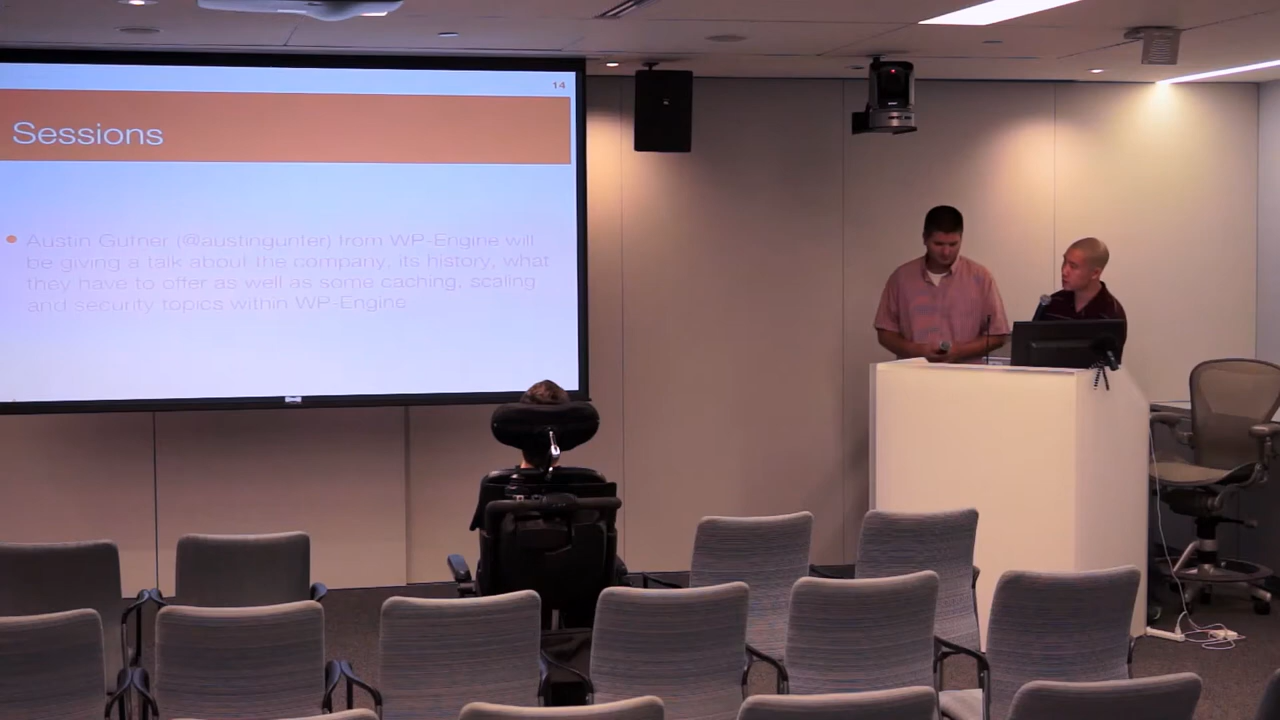 14
Sessions
Austin Gunter (@austingunter) from WP-Engine will
be giving a talk about the company, its history, what
they have to offer as well as some caching, scaling
and security topics within WP-Engine